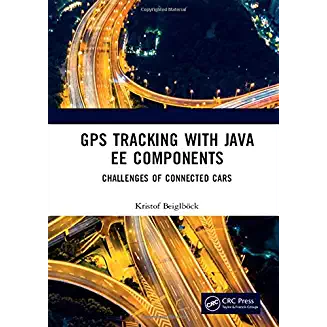 GPS TRACKING WITH JAVA
EE COMPONENTS
CHALLENGES OF CONNECTED CARS
Kristof Beiglböck
CRC Press
Taylor & Francis Group